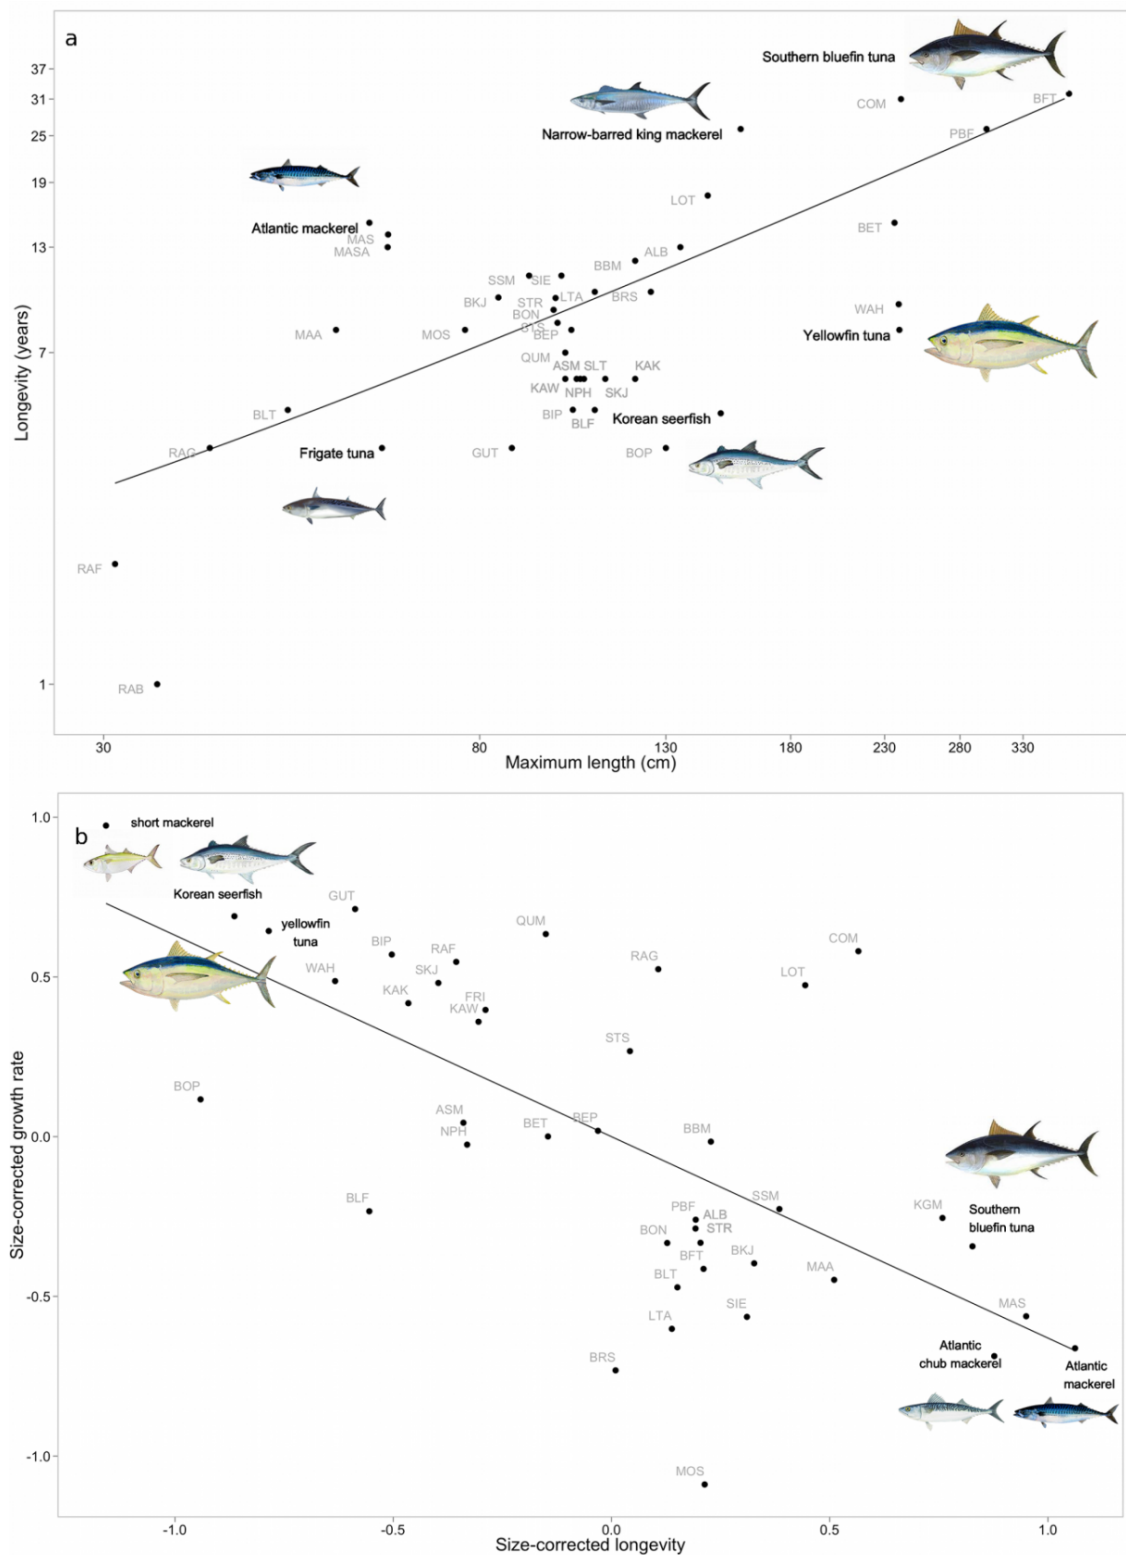 a
Southern bluefin tuna
37
31
COM
BFT
25
Narrow-barred king mackerel
PBF
19
LOT
Atlantic mackerel
BET
MAS
13
MASA
ALB
BBM
SSM
SIE
BKJ
STR
LTA
BRS
BON
WAH
STS
MAA
MOS
BEP
Yellowfin tuna
7
QUM
ASM
SLT
KAK
KAW
NPH
SKJ
BLT
BIP
BLF
Korean seerfish
RAG
Frigate tuna
GUT
BOP
RAF
1
RAB
Longevity (years)
30
80
130
180
230
280
330
Maximum length (cm)
b
1.0
short mackerel
Korean seerfish
GUT
yellowfin
tuna
QUM
BIP
RAF
COM
WAH
SKJ
RAG
LOT
0.5
KAK
FRI
KAW
STS
BOP
ASM
BET
BEP
BBM
0.0
NPH
BLF
SSM
PBF
ALB
STR
KGM
Southern
bluefin tuna
BON
BFT
BKJ
BLT
MAA
-0.5
LTA
SIE
MAS
BRS
Atlantic
chub mackerel
Atlantic
mackerel
-1.0
MOS
Size-corrected growth rate
-1.0
-0.5
0.0
0.5
1.0
Size-corrected longevity